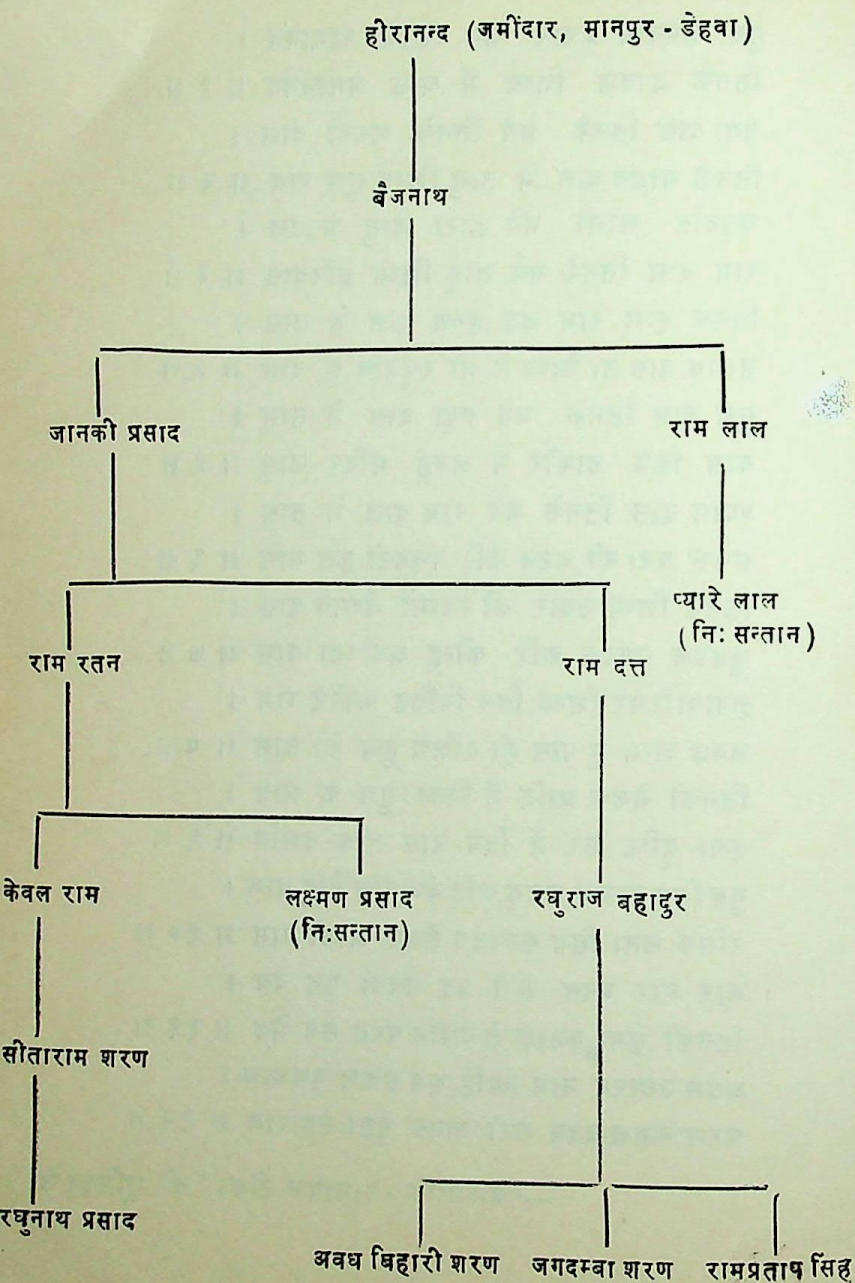 हीरानन्द (जमींदार, मानपुर - डेहवा)
बैजनाथ
जानकी प्रसाद
राम लाल
प्यारे लाल
(नि: सन्तान)
राम रतन
राम दत्त
केवल राम
लक्ष्मण प्रसाद
(नि:सन्तान)
रघुराज बहादुर
सीताराम शरण
रघुनाथ प्रसाद
अवध बिहारी शरण
जगदम्बा शरण
रामप्रताप सिंह